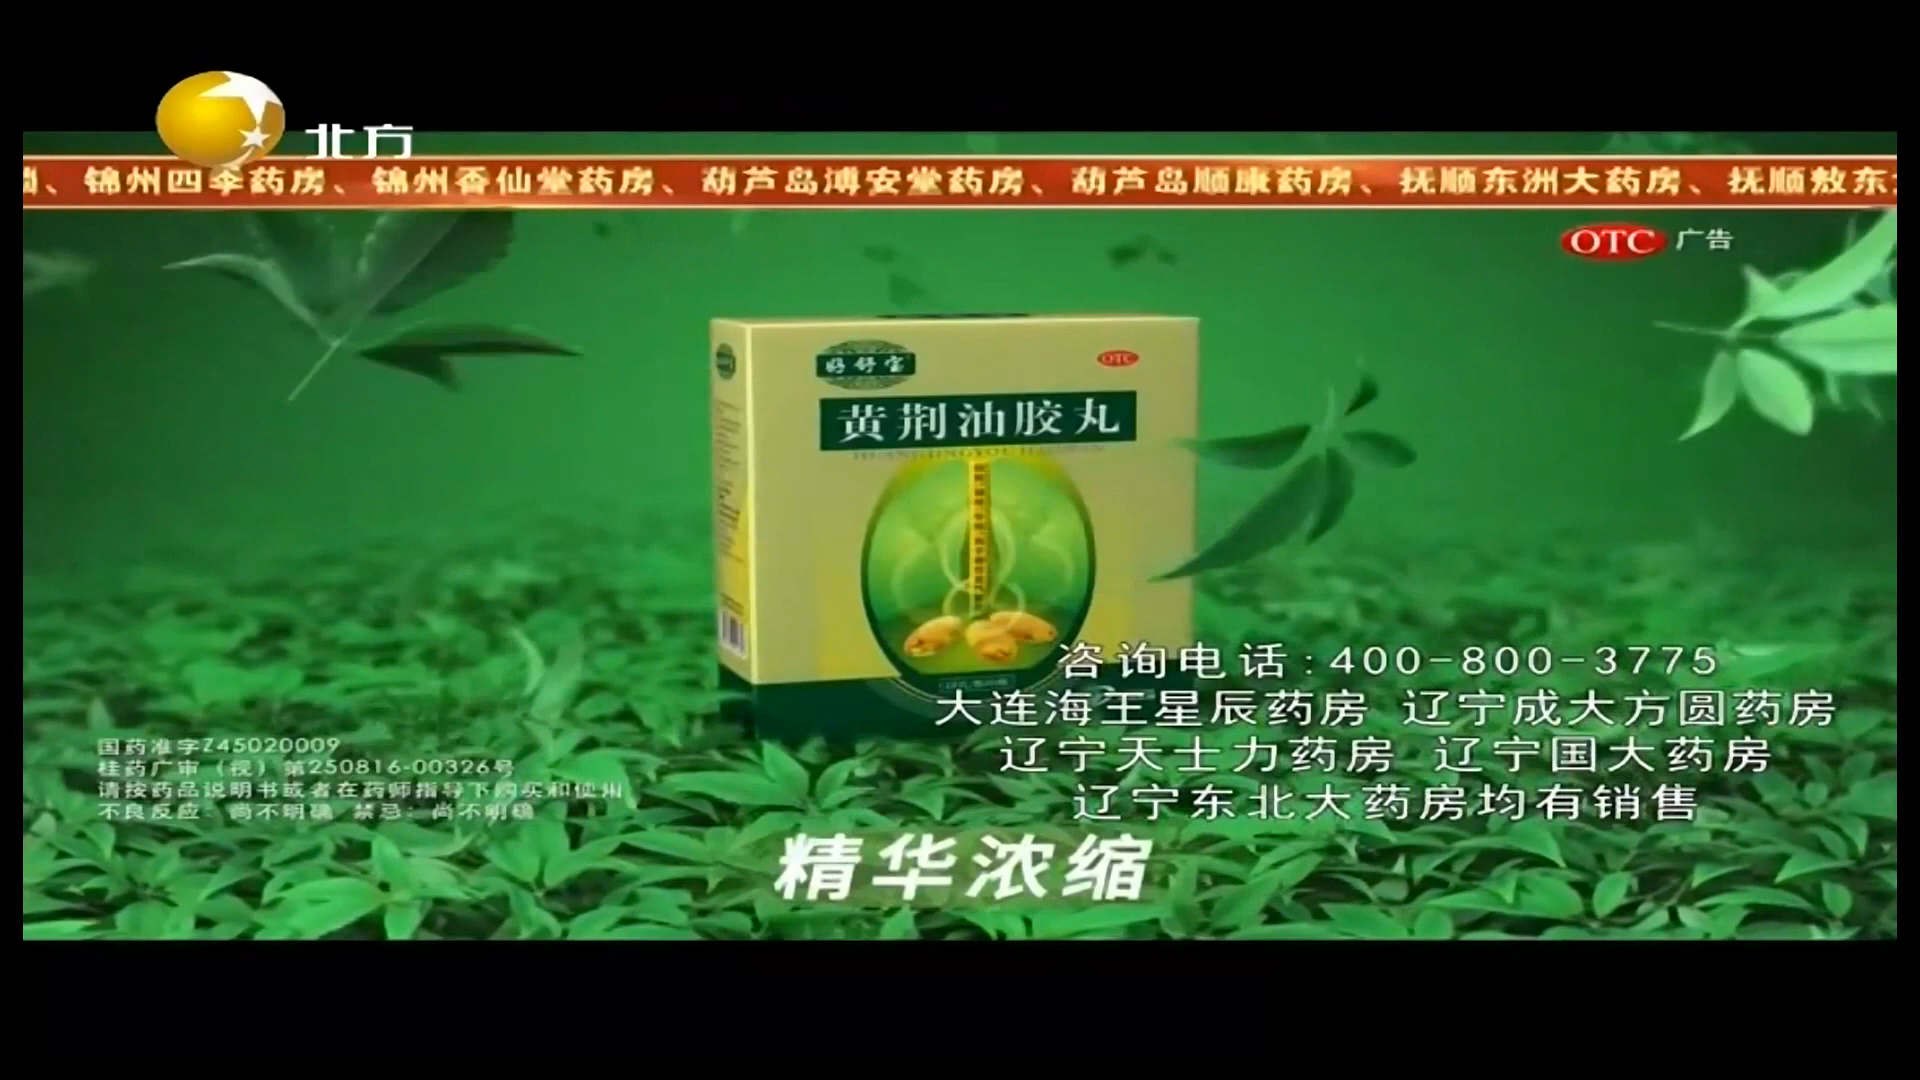 北方
、锦州四季药房、锦州香仙堂药房、葫芦岛溥安堂药房、葫芦岛顺康药房、抚顺东洲大药房、抚顺敖东
OTC 广告
好舒宝
OTC
黄荆油胶丸
咨询电话:400-800-3775
大连海王星辰药房 辽宁成大方圆药房
辽宁天士力药房 辽宁国大药房
辽宁东北大药房均有销售
国药准字Z45020009
桂药广审(视)第250816-00326号
请按药品说明书或者在药师指导下购买和使用
不良反应:尚不明确 禁忌:尚不明确
精华浓缩